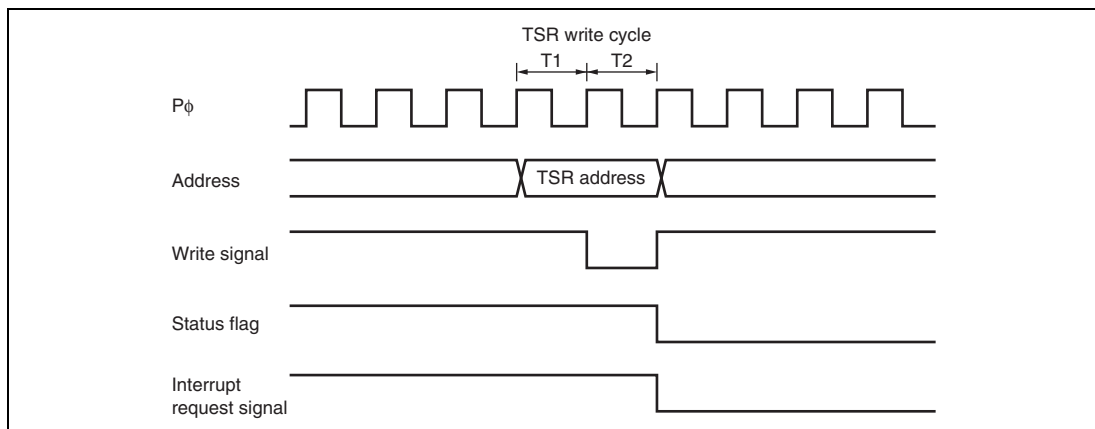 TSR write cycle
T1 T2
Pϕ
Address
TSR address
Write signal
Status flag
Interrupt
request signal